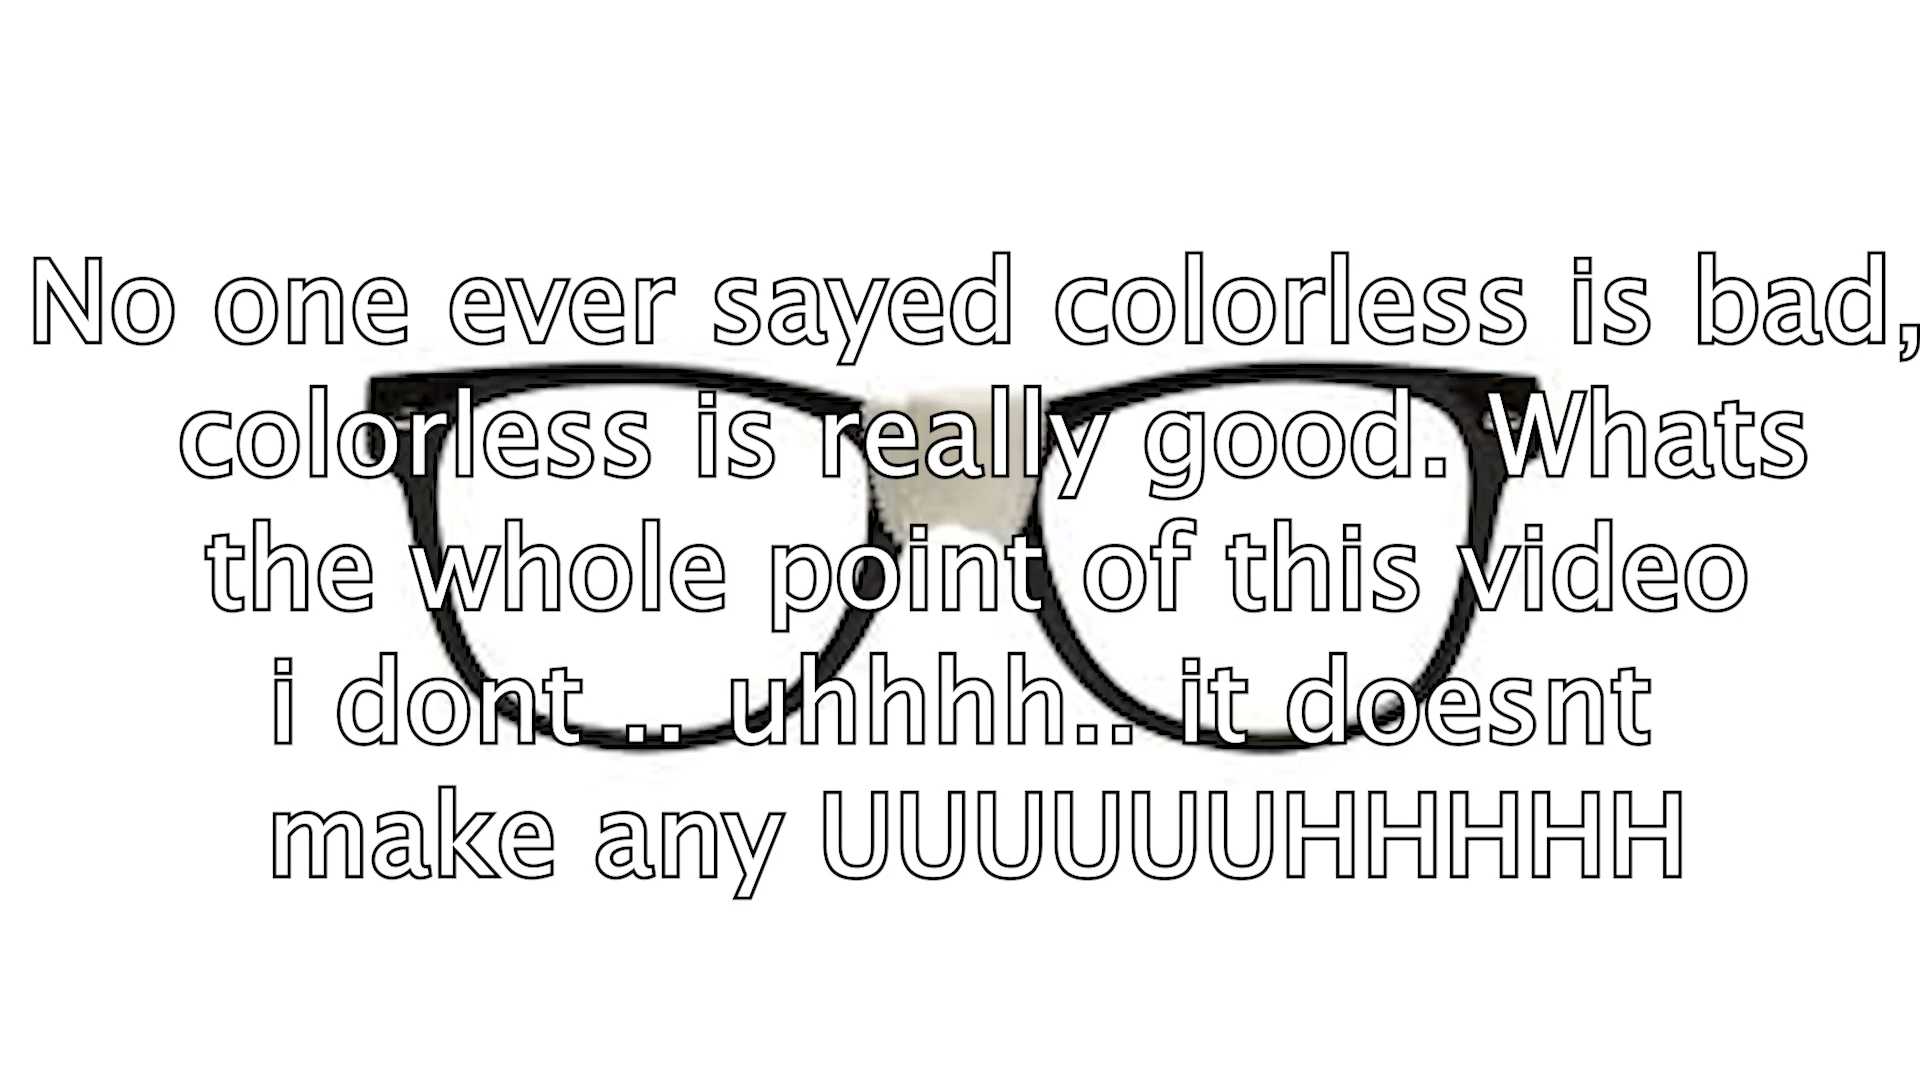 No one ever sayed colorless is bad,
colorless is really good. Whats
the whole point of this video
i dont .. uhhhh.. it doesnt
make any UUUUUUHHHHH